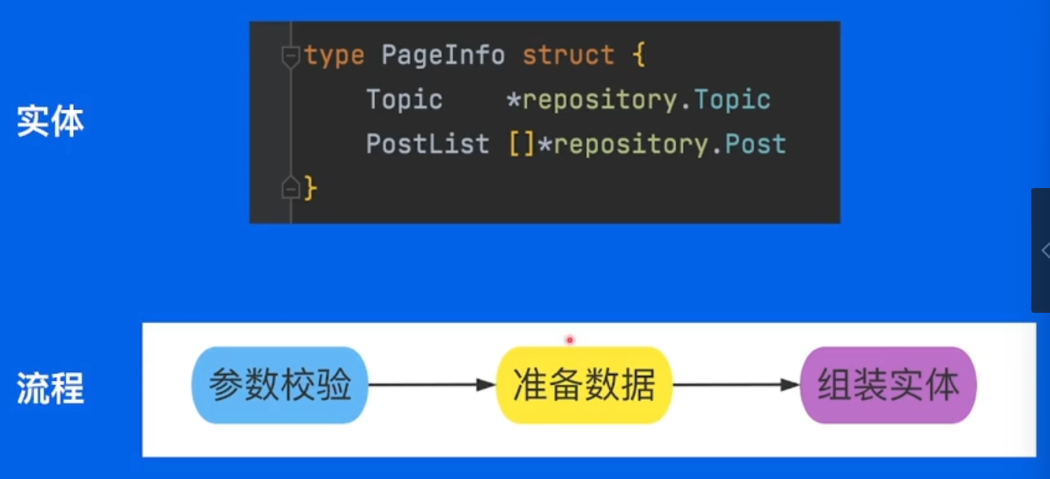 实体
type PageInfo struct {
Topic *repository.Topic
PostList []*repository.Post
}
流程
参数校验
准备数据
组装实体